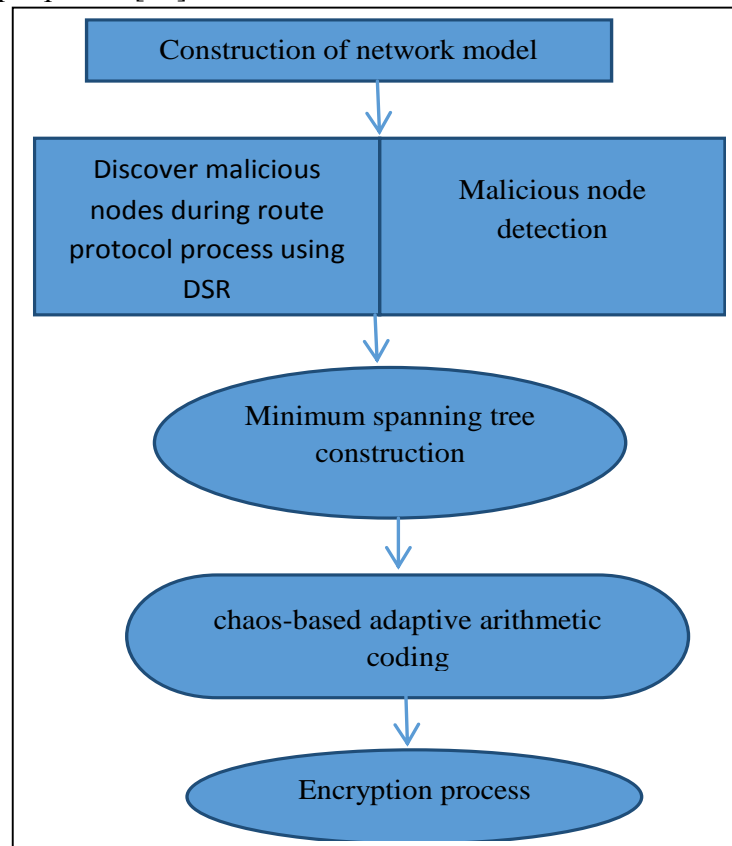 Construction of network model
Discover malicious
nodes during route
protocol process using
DSR
Malicious node
detection
Minimum spanning tree
construction
chaos-based adaptive arithmetic
coding
Encryption process